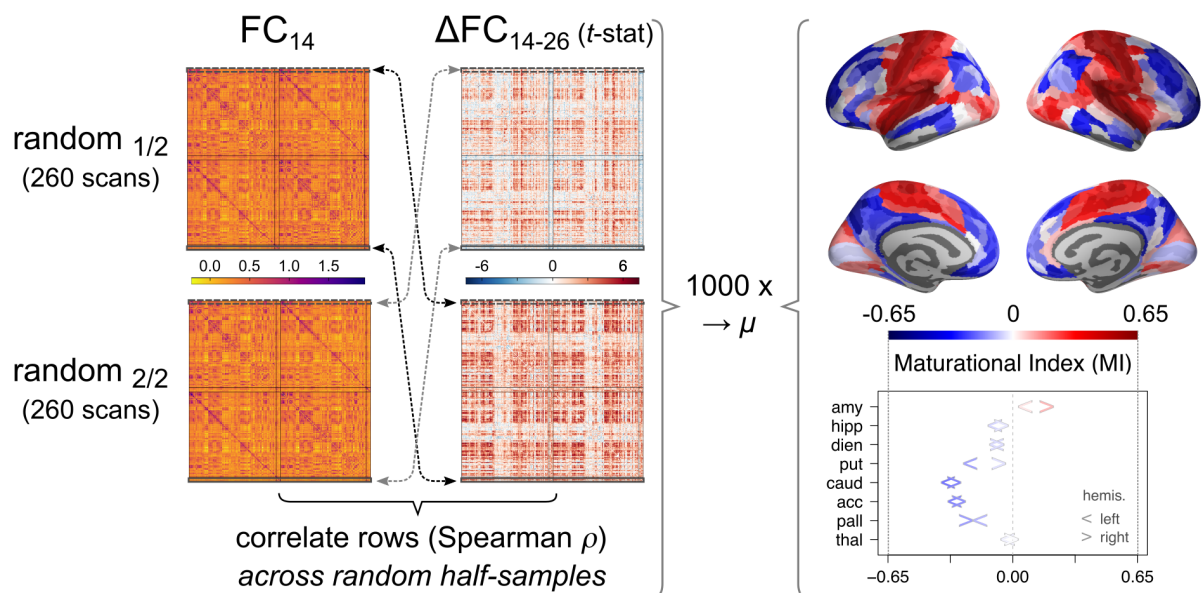 FC14
ΔFC14-26 (t-stat)
random 1/2
(260 scans)
0.0 0.5 1.0 1.5
-6 0 6
random 2/2
(260 scans)
correlate rows (Spearman ρ)
across random half-samples
1000 x
→ μ
-0.65 0 0.65
Maturational Index (MI)
amy
hipp
dien
put
caud
acc
pall
thal
hemis.
< left
> right
-0.65 0.00 0.65